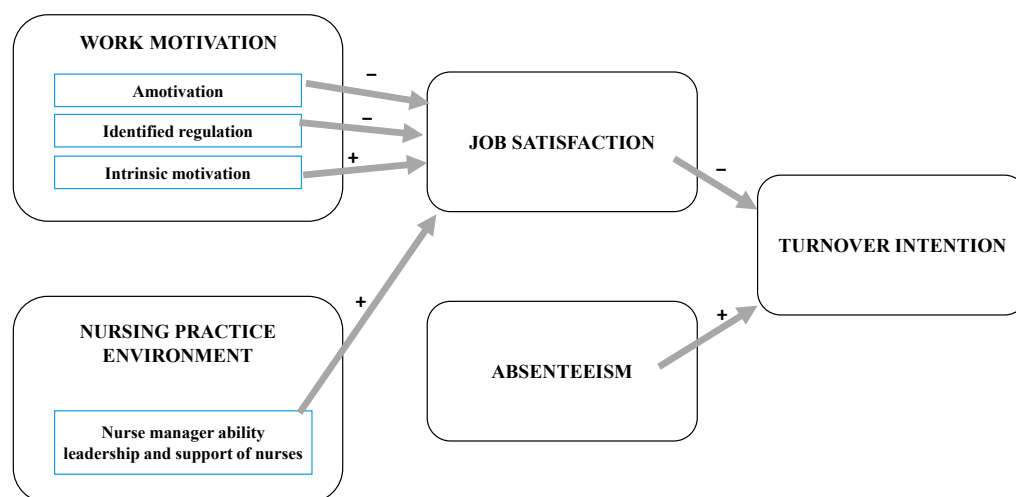 WORK MOTIVATION
Amotivation
Identified regulation
Intrinsic motivation
–
–
+
JOB SATISFACTION
–
TURNOVER INTENTION
+
NURSING PRACTICE
ENVIRONMENT
Nurse manager ability
leadership and support of nurses
ABSENTEEISM
+